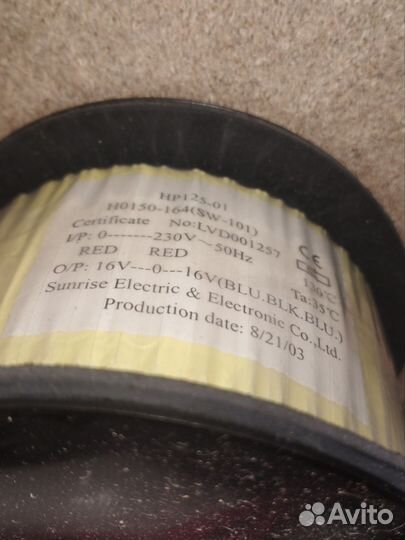 HP125-01
H0150-164(SW-101)
Certificate No:LVD001257
I/P: 0-------230V～50Hz
RED RED
O/P: 16V---0---16V(BLU.BLK.BLU.)
Sunrise Electric & Electronic Co.,Ltd.
Production date: 8/21/03
CE
130℃
Ta:35℃
Avito